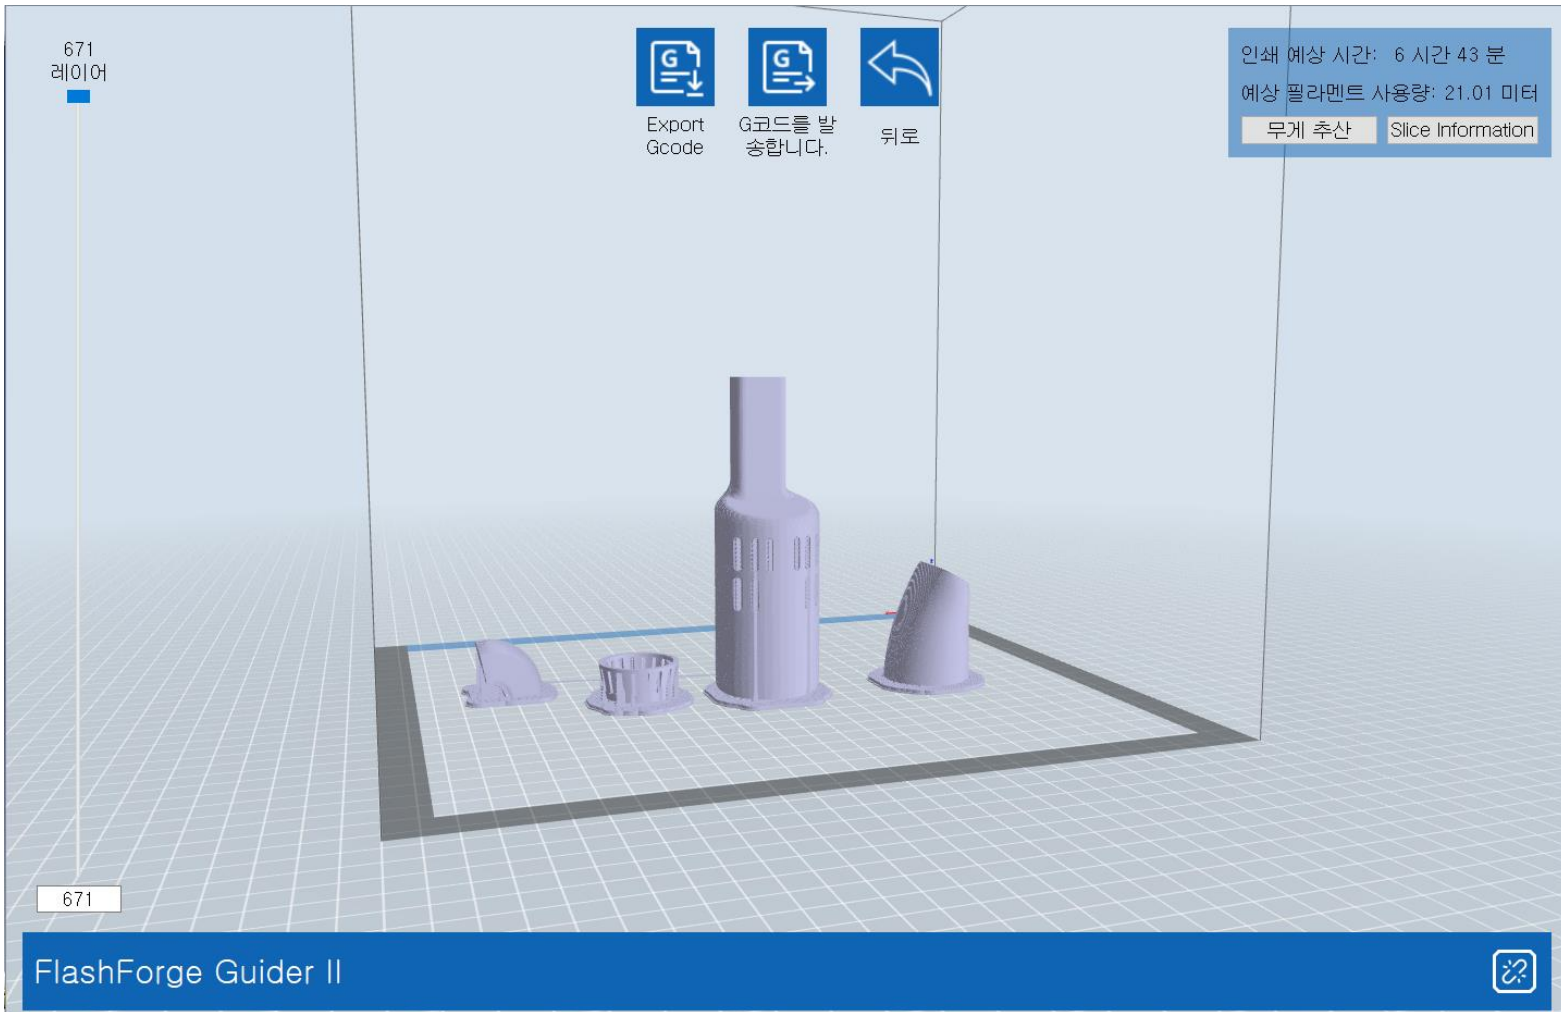 671
레이어
Export
Gcode
G코드를 발
송합니다.
뒤로
인쇄 예상 시간: 6 시간 43 분
예상 필라멘트 사용량: 21.01 미터
무게 추산
Slice Information
671
FlashForge Guider II